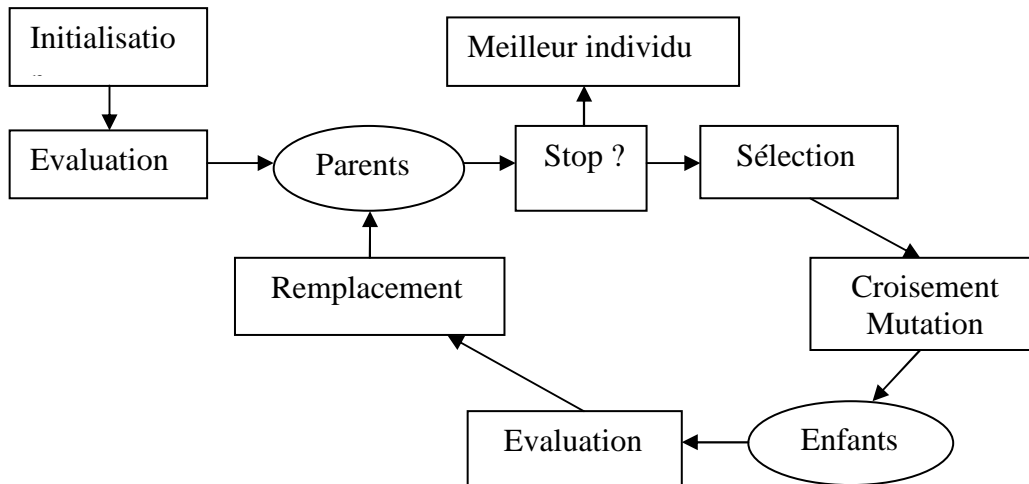 Initialisatio
Meilleur individu
Evaluation
Parents
Stop ?
Sélection
Remplacement
Croisement
Mutation
Evaluation
Enfants